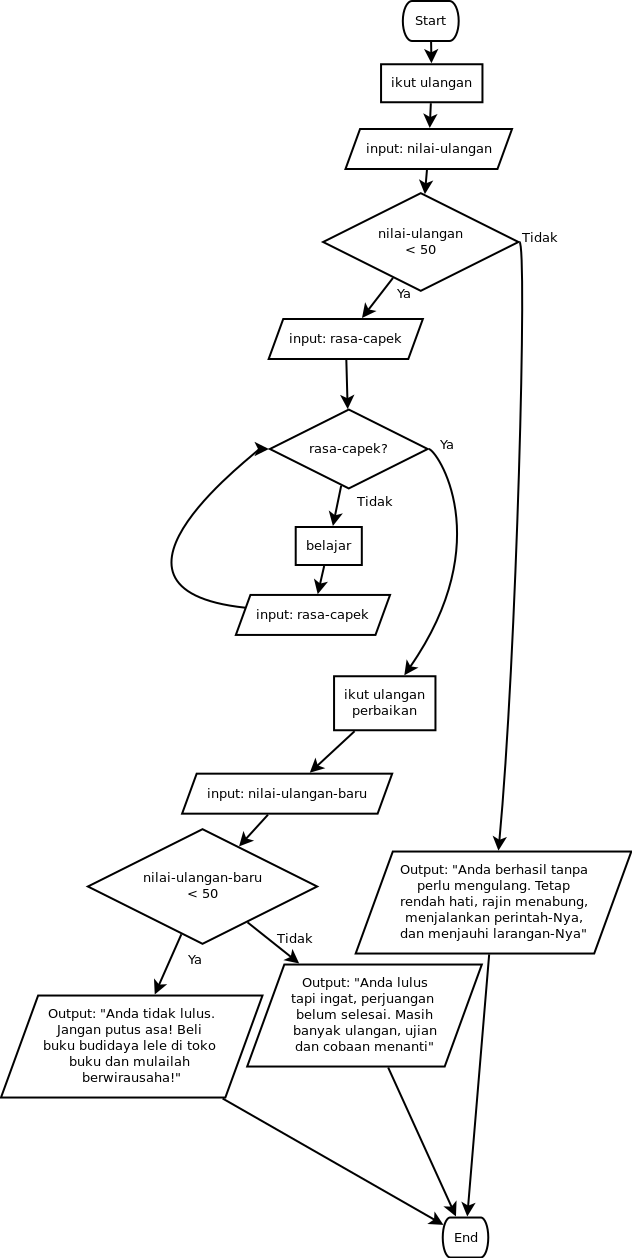 Start
ikut ulangan
input: nilai-ulangan
nilai-ulangan
< 50
Tidak
Ya
input: rasa-capek
rasa-capek?
Ya
Tidak
belajar
input: rasa-capek
ikut ulangan
perbaikan
input: nilai-ulangan-baru
nilai-ulangan-baru
< 50
Ya
Tidak
Output: "Anda berhasil tanpa
perlu mengulang. Tetap
rendah hati, rajin menabung,
menjalankan perintah-Nya,
dan menjauhi larangan-Nya"
Output: "Anda lulus
tapi ingat, perjuangan
belum selesai. Masih
banyak ulangan, ujian
dan cobaan menanti"
Output: "Anda tidak lulus.
Jangan putus asa! Beli
buku budidaya lele di toko
buku dan mulailah
berwirausaha!"
End